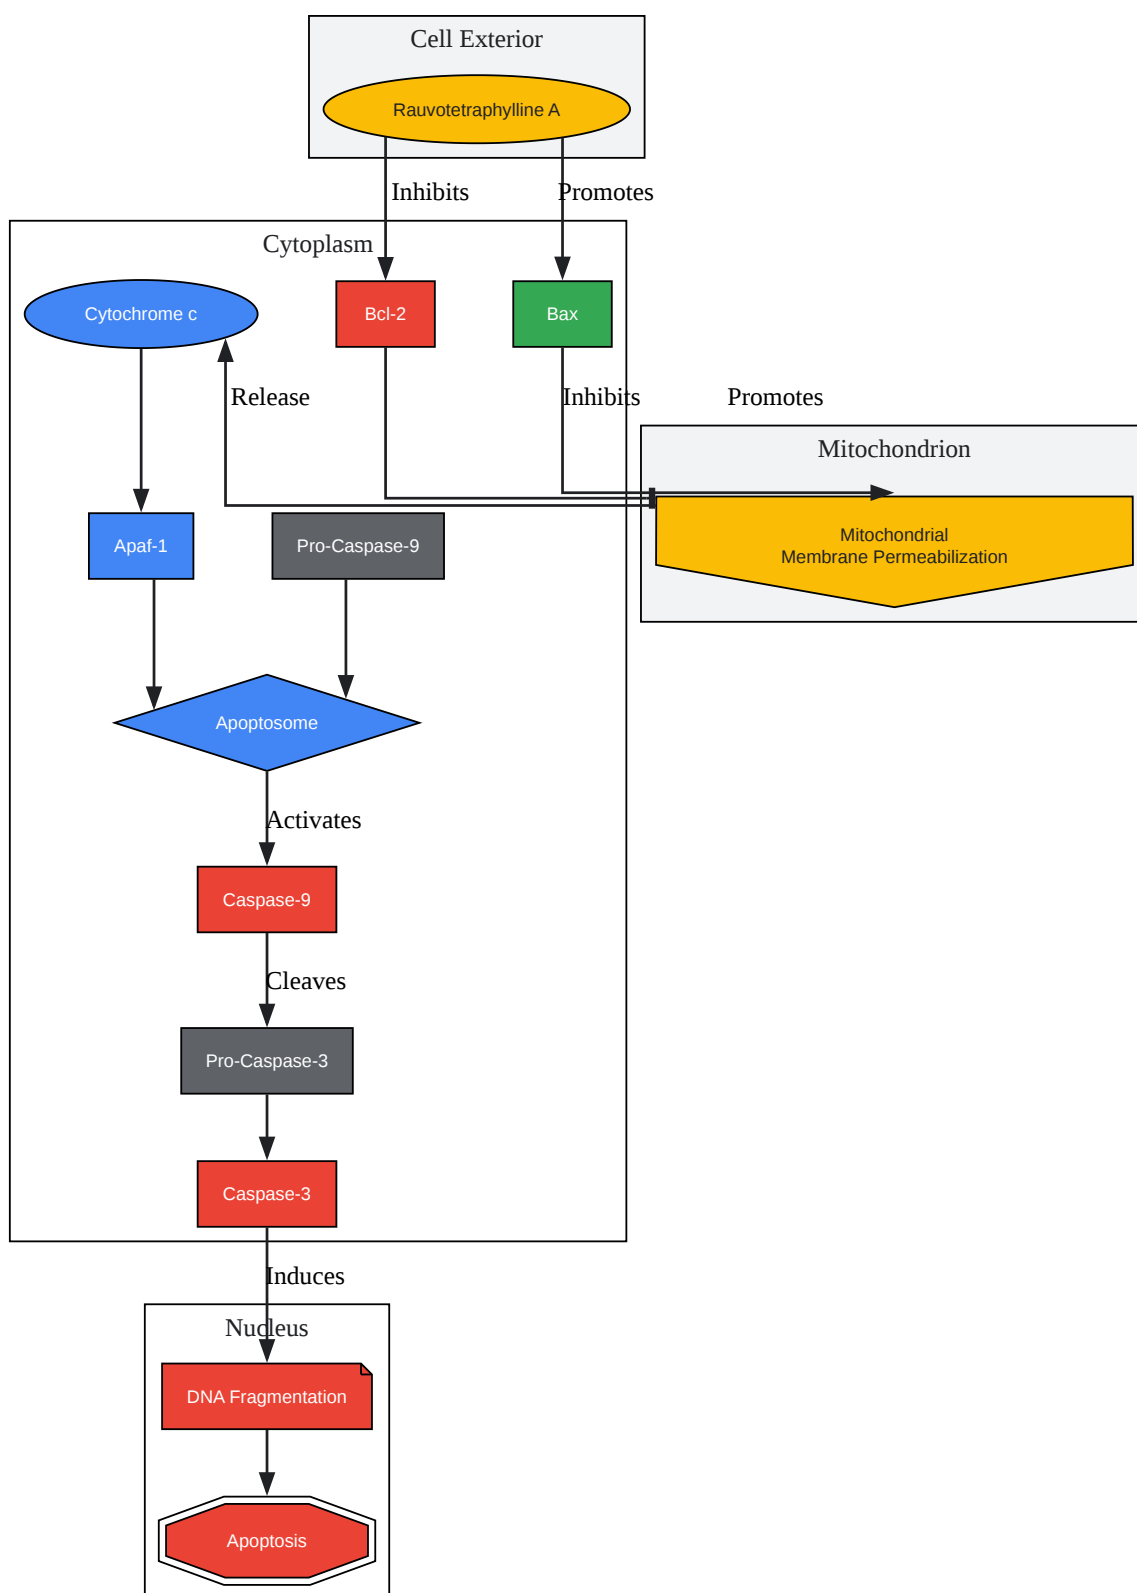 Cell Exterior
Rauvotetraphylline A
Inhibits
Promotes
Cytoplasm
Cytochrome c
Bcl-2
Bax
Release
Inhibits
Promotes
Mitochondrion
Mitochondrial
Membrane Permeabilization
Apaf-1
Pro-Caspase-9
Apoptosome
Activates
Caspase-9
Cleaves
Pro-Caspase-3
Caspase-3
Induces
Nucleus
DNA Fragmentation
Apoptosis